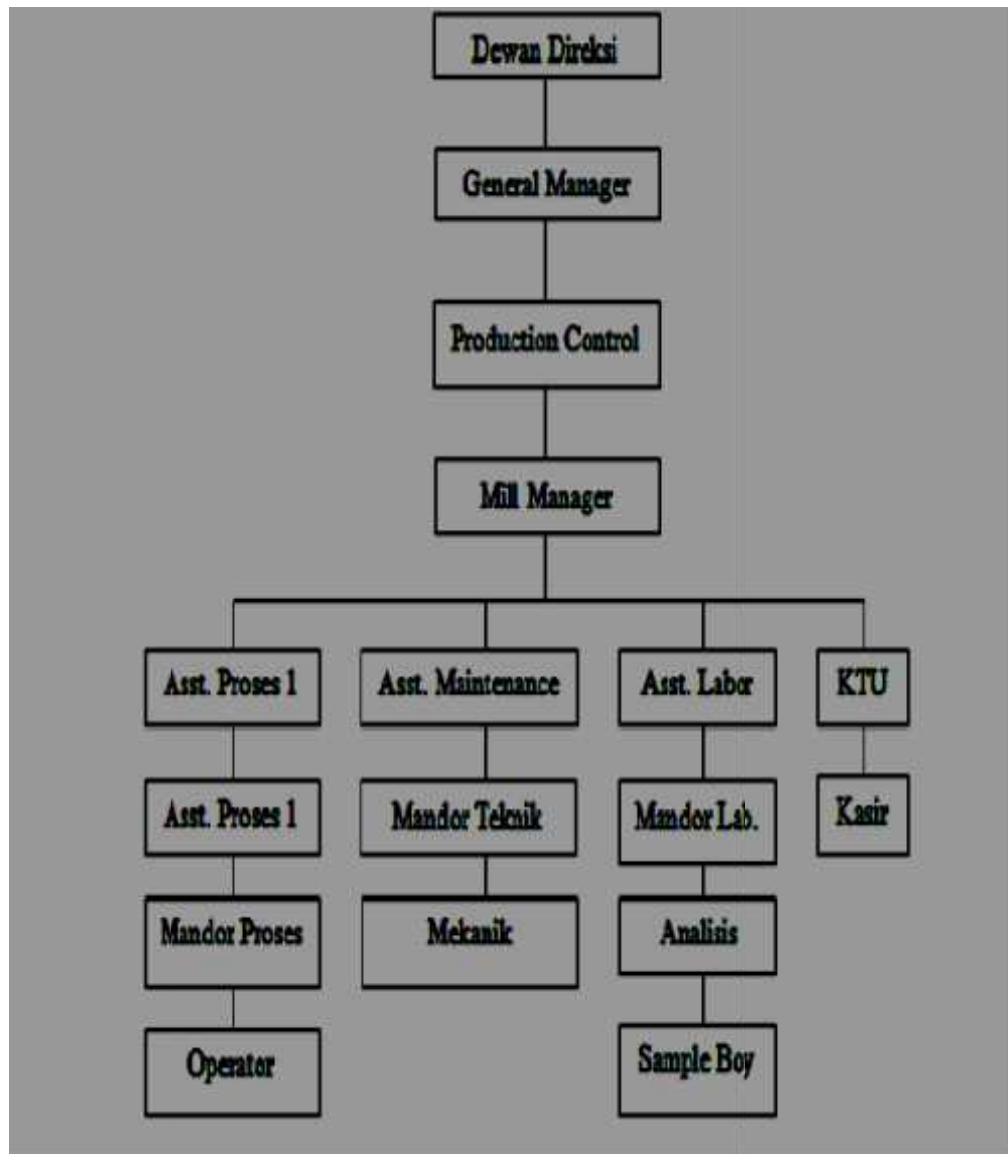 Dewan Direksi
General Manager
Production Control
Mill Manager
Asst. Proses 1
Asst. Maintenance
Asst. Labor
KTU
Asst. Proses 1
Mandor Teknik
Mandor Lab.
Kasir
Mandor Proses
Mekanik
Analisis
Operator
Sample Boy